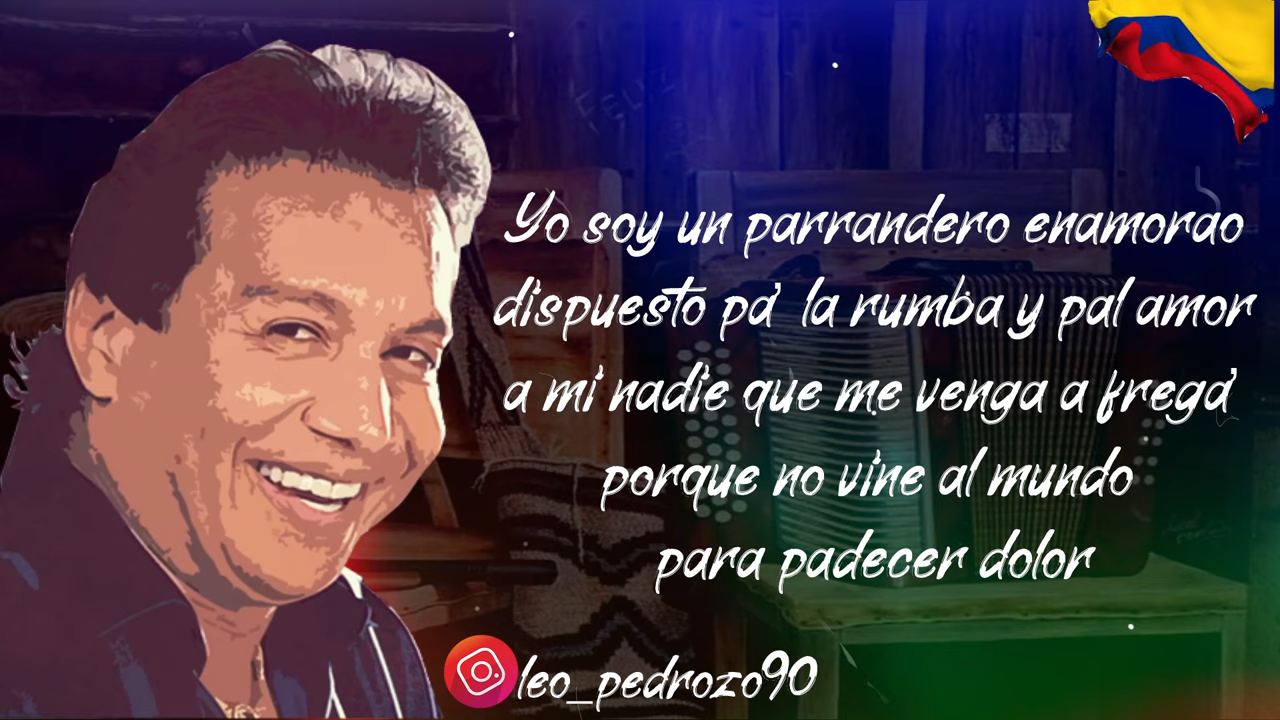 Yo soy un parrandero enamorao
dispuesto pa' la rumba y pal amor
a mi nadie que me venga a frega'
porque no vine al mundo
para padecer dolor
leo_pedrozo90